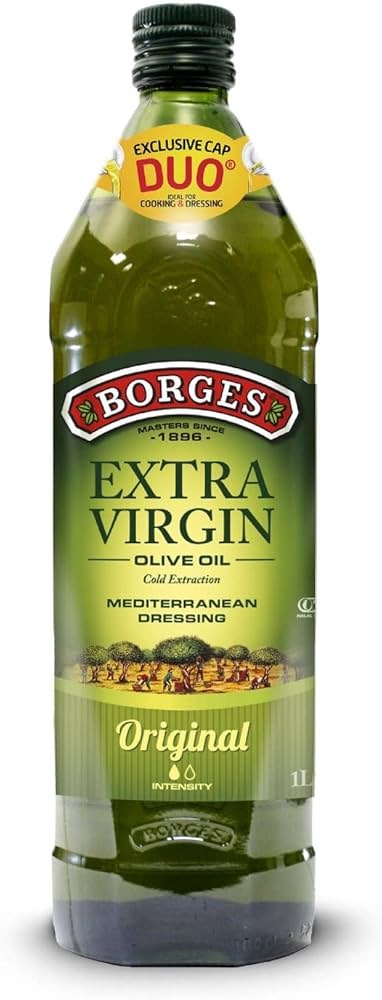 EXCLUSIVE CAP
DUO®
IDEAL FOR
COOKING & DRESSING
BORGES
MASTERS SINCE
- 1896 -
EXTRA
VIRGIN
OLIVE OIL
Cold Extraction
MEDITERRANEAN
DRESSING
Original
INTENSITY
1L
BORGES